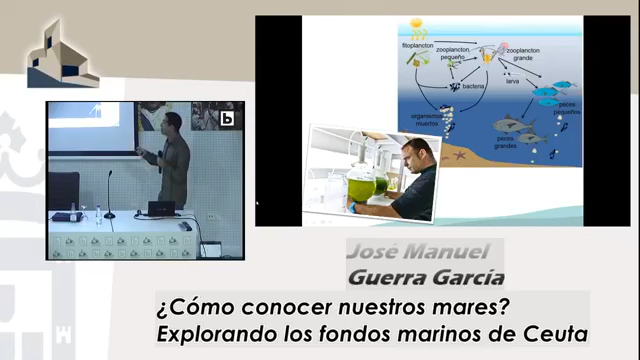 fitoplancton
zooplancton
pequeño
zooplancton
grande
larva
bacteria
organismos
muertos
peces
pequeños
peces
grandes
b
José Manuel
Guerra García
¿Cómo conocer nuestros mares?
Explorando los fondos marinos de Ceuta